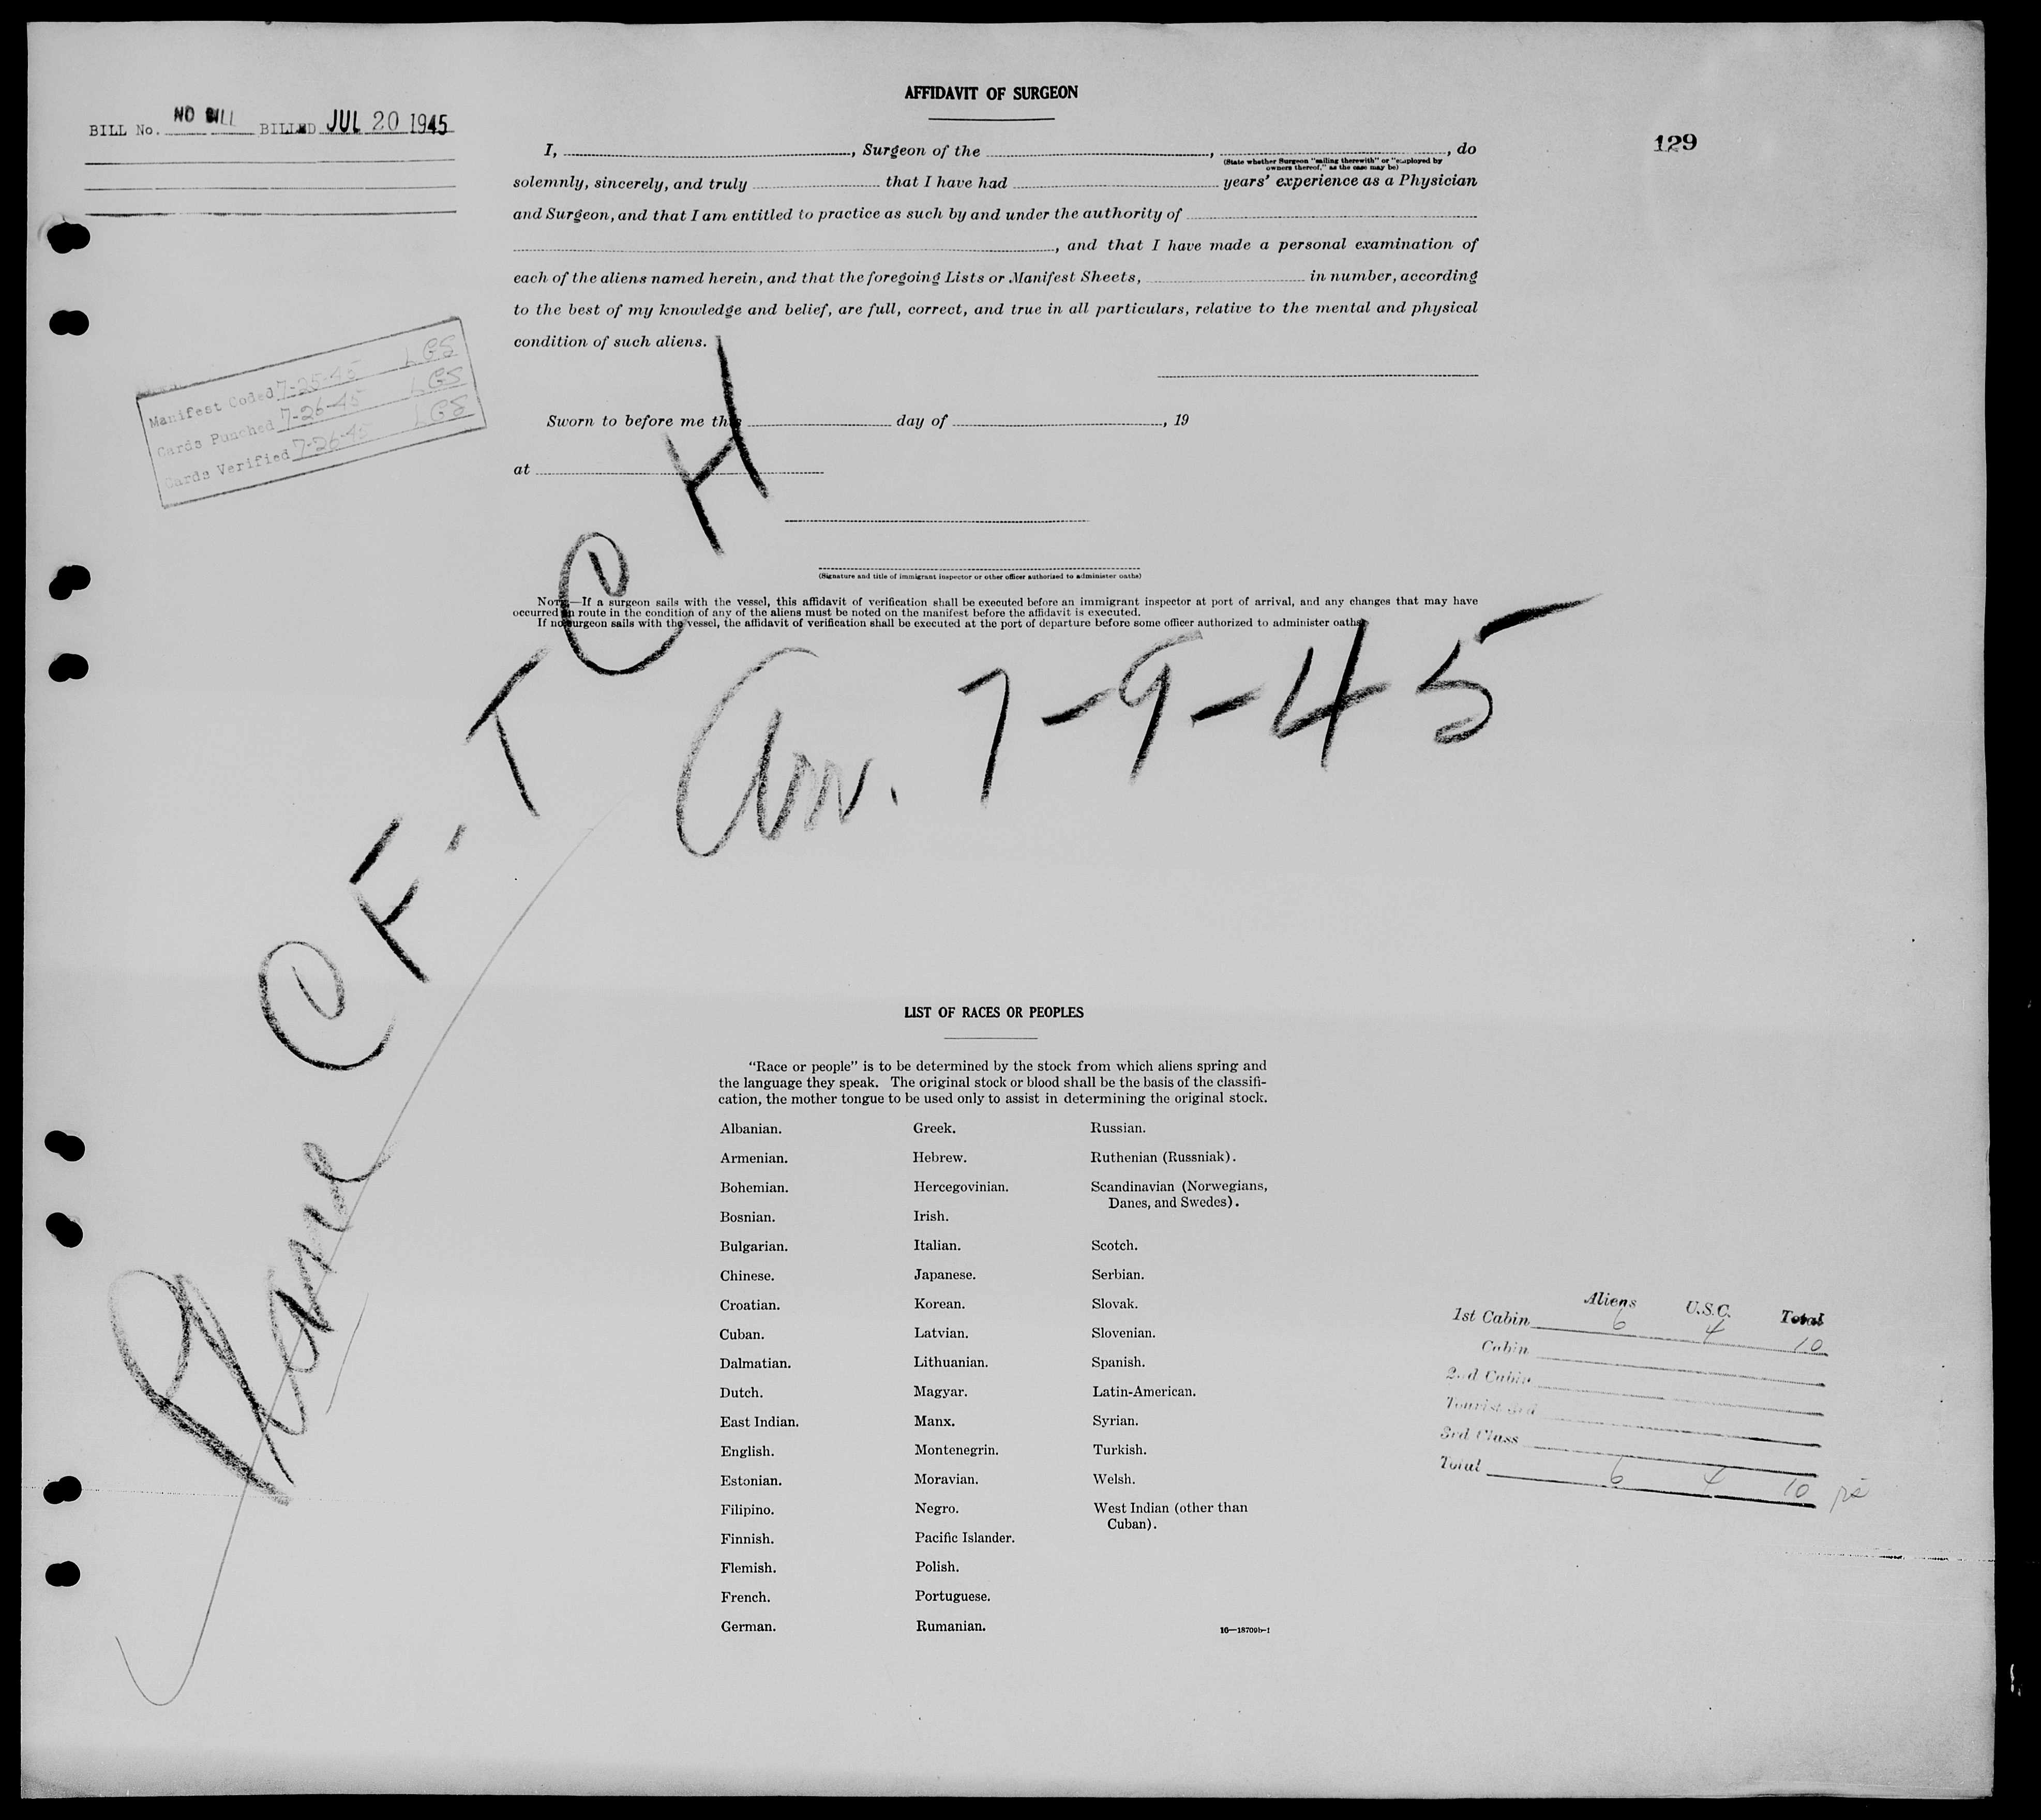 AFFIDAVIT OF SURGEON
BILL No. NO BILL BILLED JUL 20 1945
129
I, , Surgeon of the , , do
(State whether Surgeon "sailing therewith" or "employed by
owners thereof," as the case may be)
solemnly, sincerely, and truly that I have had years' experience as a Physician
and Surgeon, and that I am entitled to practice as such by and under the authority of
, and that I have made a personal examination of
each of the aliens named herein, and that the foregoing Lists or Manifest Sheets, in number, according
to the best of my knowledge and belief, are full, correct, and true in all particulars, relative to the mental and physical
condition of such aliens.
Manifest Coded 7-25-45 LGS
Cards Punched 7-26-45 LGS
Cards Verified 7-26-45 LGS
Sworn to before me this day of , 19
at
(Signature and title of immigrant inspector or other officer authorized to administer oaths)
NOTE.—If a surgeon sails with the vessel, this affidavit of verification shall be executed before an immigrant inspector at port of arrival, and any changes that may have
occurred en route in the condition of any of the aliens must be noted on the manifest before the affidavit is executed.
If no surgeon sails with the vessel, the affidavit of verification shall be executed at the port of departure before some officer authorized to administer oaths.
Plane CF-TCH
Arr. 7-9-45
LIST OF RACES OR PEOPLES
"Race or people" is to be determined by the stock from which aliens spring and
the language they speak. The original stock or blood shall be the basis of the classifi-
cation, the mother tongue to be used only to assist in determining the original stock.
Albanian. Greek. Russian.
Armenian. Hebrew. Ruthenian (Russniak).
Bohemian. Hercegovinian. Scandinavian (Norwegians,
Danes, and Swedes).
Bosnian. Irish.
Bulgarian. Italian. Scotch.
Chinese. Japanese. Serbian.
Croatian. Korean. Slovak.
Cuban. Latvian. Slovenian.
Dalmatian. Lithuanian. Spanish.
Dutch. Magyar. Latin-American.
East Indian. Manx. Syrian.
English. Montenegrin. Turkish.
Estonian. Moravian. Welsh.
Filipino. Negro. West Indian (other than
Cuban).
Finnish. Pacific Islander.
Flemish. Polish.
French. Portuguese.
German. Rumanian.
16—18709b-1
Aliens U.S.C. Total
1st Cabin 6 4 10
Cabin
2nd Cabin
Tourist 3rd
3rd Class
Total 6 4 10